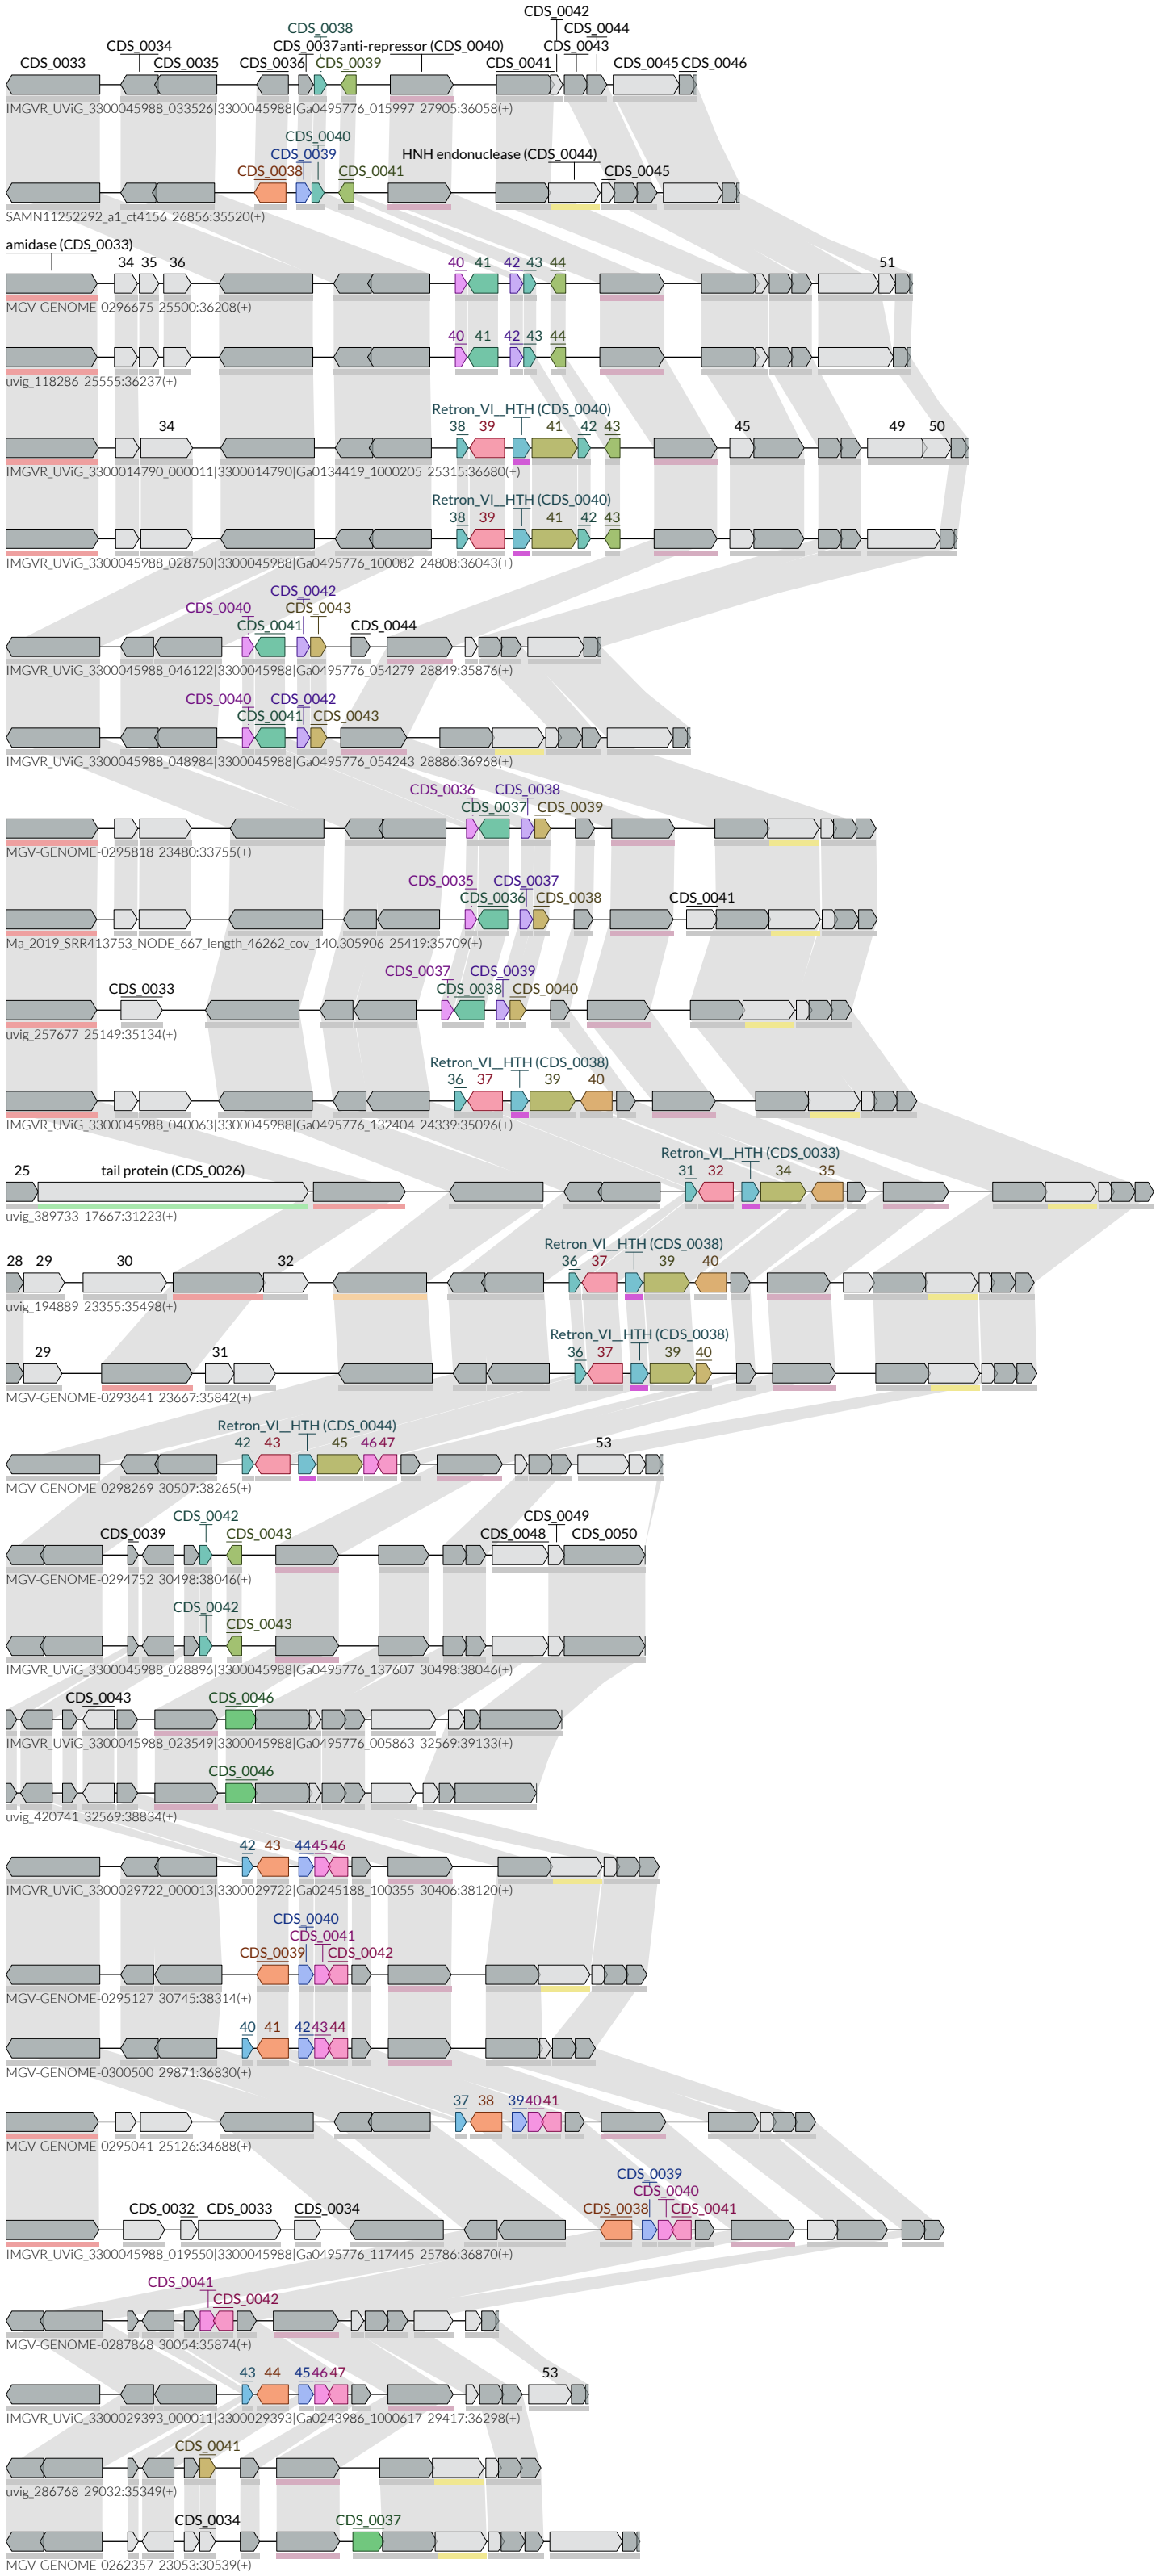 CDS_0042
CDS_0038 CDS_0044
CDS_0034 CDS_0037 anti-repressor (CDS_0040) CDS_0043
CDS_0033 CDS_0035 CDS_0036 CDS_0039 CDS_0041 CDS_0045 CDS_0046
IMGVR_UViG_3300045988_033526|3300045988|Ga0495776_015997 27905:36058(+)
CDS_0040
CDS_0039 HNH endonuclease (CDS_0044)
CDS_0038 CDS_0041 CDS_0045
SAMN11252292_a1_ct4156 26856:35520(+)
amidase (CDS_0033)
34 35 36 40 41 42 43 44 51
MGV-GENOME-0296675 25500:36208(+)
40 41 42 43 44
uvig_118286 25555:36237(+)
Retron_VI__HTH (CDS_0040)
34 38 39 41 42 43 45 49 50
IMGVR_UViG_3300014790_000011|3300014790|Ga0134419_1000205 25315:36680(+)
Retron_VI__HTH (CDS_0040)
38 39 41 42 43
IMGVR_UViG_3300045988_028750|3300045988|Ga0495776_100082 24808:36043(+)
CDS_0042
CDS_0040 CDS_0043
CDS_0041 CDS_0044
IMGVR_UViG_3300045988_046122|3300045988|Ga0495776_054279 28849:35876(+)
CDS_0040 CDS_0042
CDS_0041 CDS_0043
IMGVR_UViG_3300045988_048984|3300045988|Ga0495776_054243 28886:36968(+)
CDS_0036 CDS_0038
CDS_0037 CDS_0039
MGV-GENOME-0295818 23480:33755(+)
CDS_0035 CDS_0037
CDS_0036 CDS_0038 CDS_0041
Ma_2019_SRR413753_NODE_667_length_46262_cov_140.305906 25419:35709(+)
CDS_0037 CDS_0039
CDS_0033 CDS_0038 CDS_0040
uvig_257677 25149:35134(+)
Retron_VI__HTH (CDS_0038)
36 37 39 40
IMGVR_UViG_3300045988_040063|3300045988|Ga0495776_132404 24339:35096(+)
Retron_VI__HTH (CDS_0033)
25 tail protein (CDS_0026) 31 32 34 35
uvig_389733 17667:31223(+)
Retron_VI__HTH (CDS_0038)
28 29 30 32 36 37 39 40
uvig_194889 23355:35498(+)
Retron_VI__HTH (CDS_0038)
29 31 36 37 39 40
MGV-GENOME-0293641 23667:35842(+)
Retron_VI__HTH (CDS_0044)
42 43 45 46 47 53
MGV-GENOME-0298269 30507:38265(+)
CDS_0042 CDS_0049
CDS_0039 CDS_0043 CDS_0048 CDS_0050
MGV-GENOME-0294752 30498:38046(+)
CDS_0042
CDS_0043
IMGVR_UViG_3300045988_028896|3300045988|Ga0495776_137607 30498:38046(+)
CDS_0043 CDS_0046
IMGVR_UViG_3300045988_023549|3300045988|Ga0495776_005863 32569:39133(+)
CDS_0046
uvig_420741 32569:38834(+)
42 43 44 45 46
IMGVR_UViG_3300029722_000013|3300029722|Ga0245188_100355 30406:38120(+)
CDS_0040
CDS_0041
CDS_0039 CDS_0042
MGV-GENOME-0295127 30745:38314(+)
40 41 42 43 44
MGV-GENOME-0300500 29871:36830(+)
37 38 39 40 41
MGV-GENOME-0295041 25126:34688(+)
CDS_0039
CDS_0040
CDS_0032 CDS_0033 CDS_0034 CDS_0038 CDS_0041
IMGVR_UViG_3300045988_019550|3300045988|Ga0495776_117445 25786:36870(+)
CDS_0041
CDS_0042
MGV-GENOME-0287868 30054:35874(+)
43 44 45 46 47 53
IMGVR_UViG_3300029393_000011|3300029393|Ga0243986_1000617 29417:36298(+)
CDS_0041
uvig_286768 29032:35349(+)
CDS_0034 CDS_0037
MGV-GENOME-0262357 23053:30539(+)